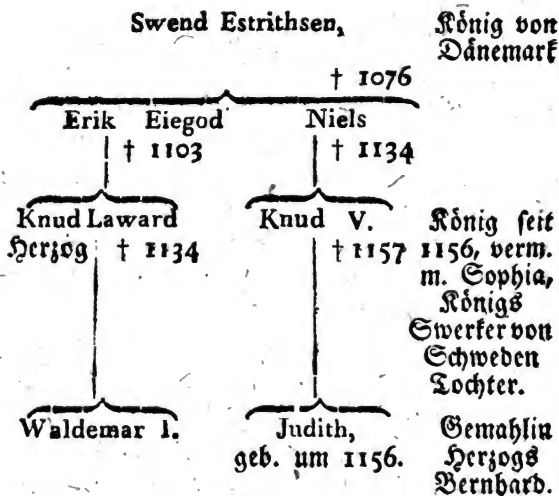 Swend Estrithsen, König von
Dänemark
† 1076
Erik Eiegod Niels
† 1103 † 1134
Knud Laward Knud V. König seit
Herzog † 1134 † 1157 1156, verm.
m. Sophia,
Königs
Swerker von
Schweden
Tochter.
Waldemar I. Judith, Gemahlin
geb. um 1156. Herzogs
Bernhard.